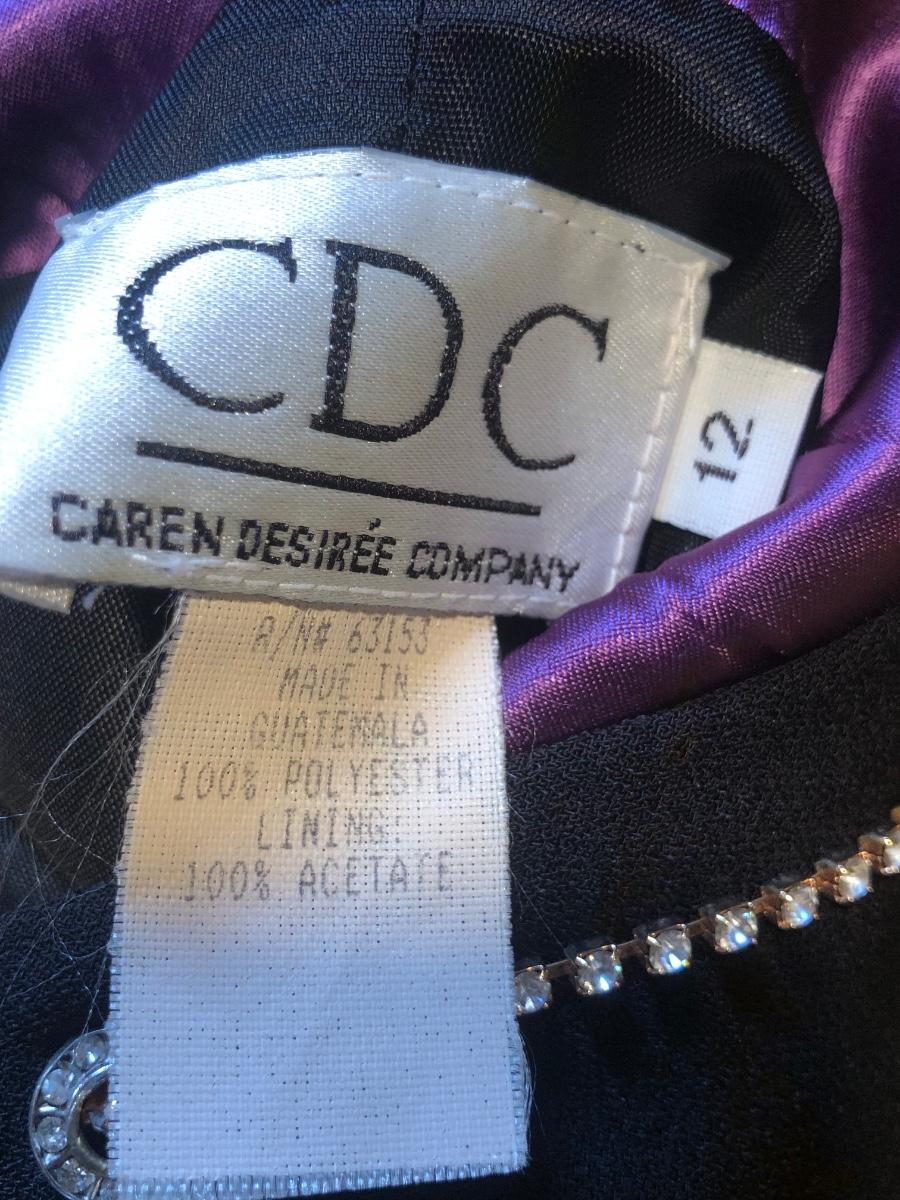 CDC
CAREN DESIRÉE COMPANY
12
R/N# 63153
MADE IN
GUATEMALA
100% POLYESTER
LINING:
100% ACETATE